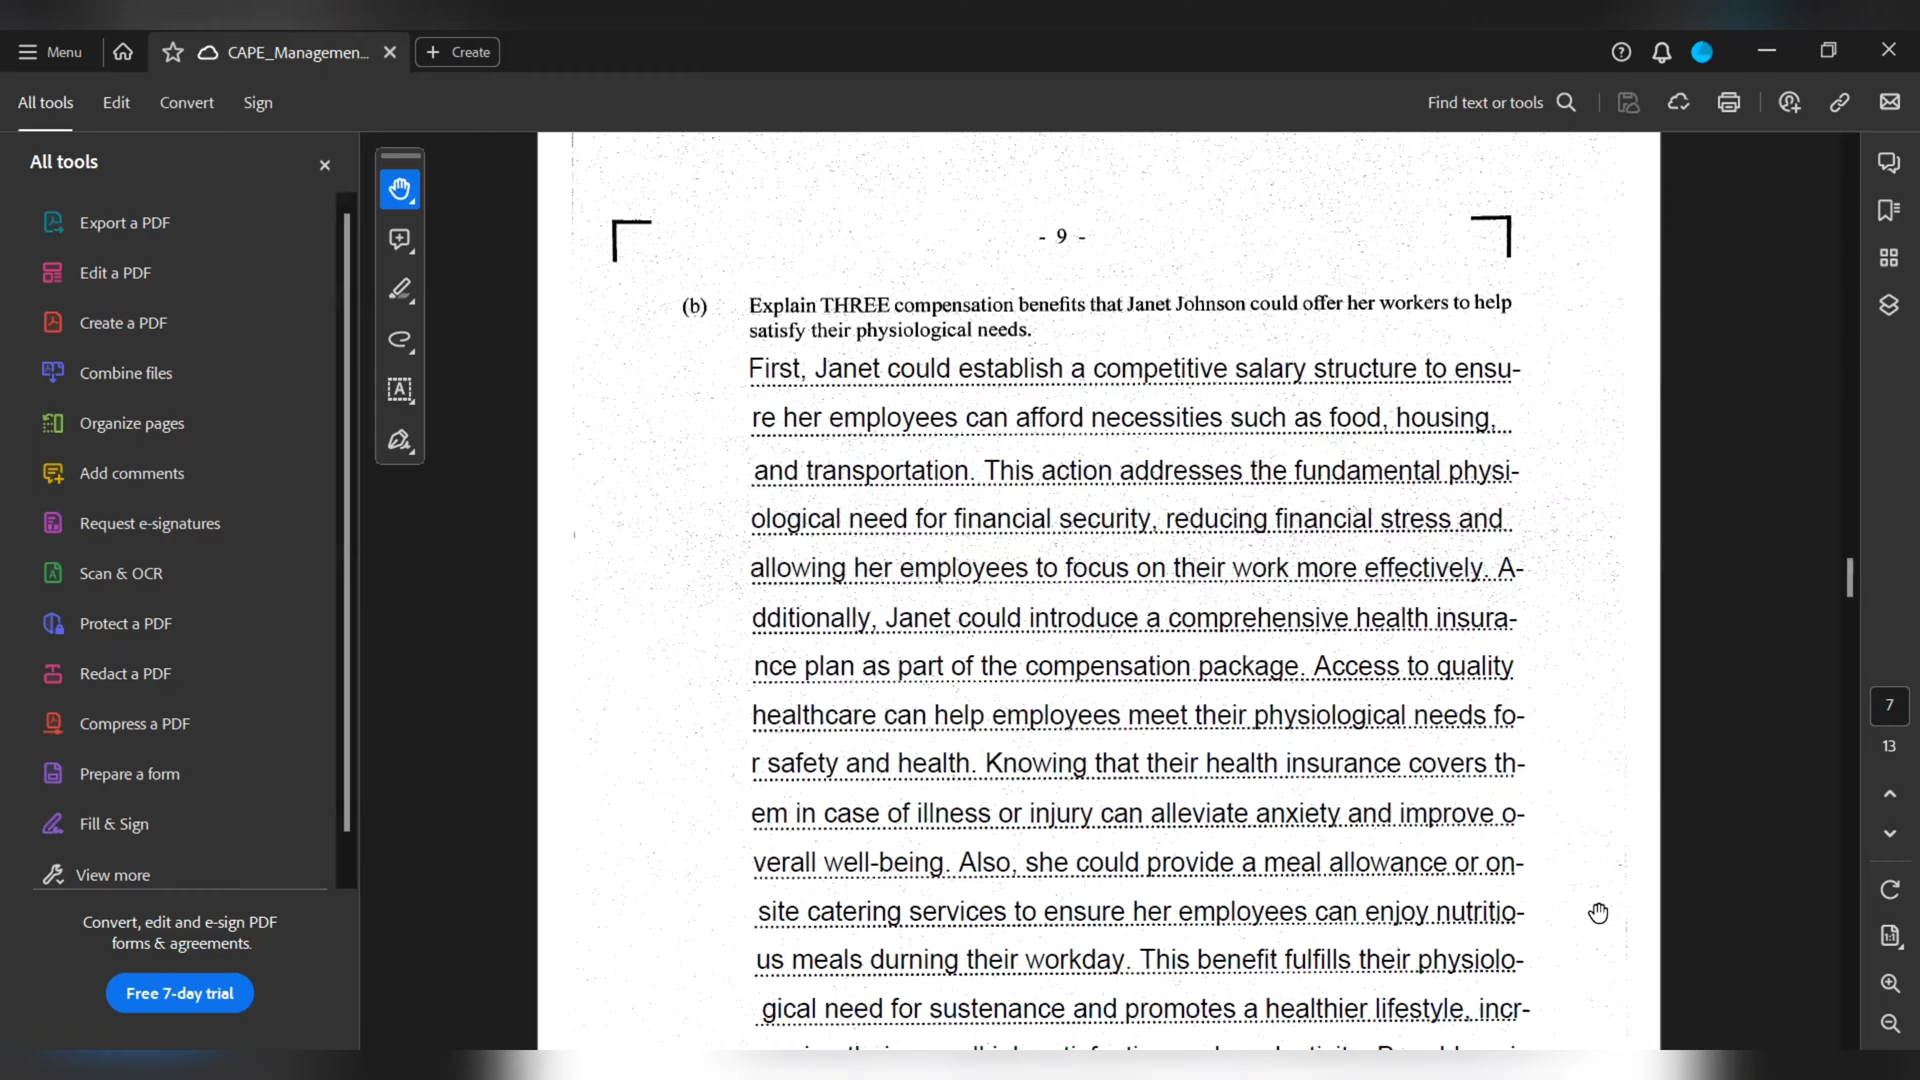 Menu
CAPE_Managemen...
Create
All tools
Edit
Convert
Sign
Find text or tools
All tools
Export a PDF
Edit a PDF
Create a PDF
Combine files
Organize pages
Add comments
Request e-signatures
Scan & OCR
Protect a PDF
Redact a PDF
Compress a PDF
Prepare a form
Fill & Sign
View more
Convert, edit and e-sign PDF
forms & agreements.
Free 7-day trial
- 9 -
(b) Explain THREE compensation benefits that Janet Johnson could offer her workers to help
satisfy their physiological needs.
First, Janet could establish a competitive salary structure to ensu-
re her employees can afford necessities such as food, housing,
and transportation. This action addresses the fundamental physi-
ological need for financial security, reducing financial stress and
allowing her employees to focus on their work more effectively. A-
dditionally, Janet could introduce a comprehensive health insura-
nce plan as part of the compensation package. Access to quality
healthcare can help employees meet their physiological needs fo-
r safety and health. Knowing that their health insurance covers th-
em in case of illness or injury can alleviate anxiety and improve o-
verall well-being. Also, she could provide a meal allowance or on-
site catering services to ensure her employees can enjoy nutritio-
us meals durning their workday. This benefit fulfills their physiolo-
gical need for sustenance and promotes a healthier lifestyle, incr-
7
13